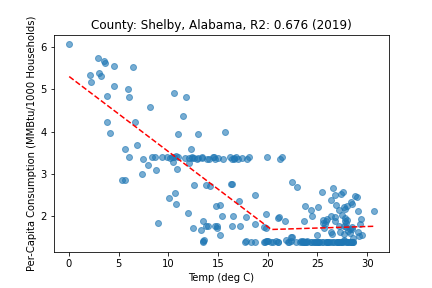 County: Shelby, Alabama, R2: 0.676 (2019)
Per-Capita Consumption (MMBtu/1000 Households)
6
5
4
3
2
0 5 10 15 20 25 30
Temp (deg C)